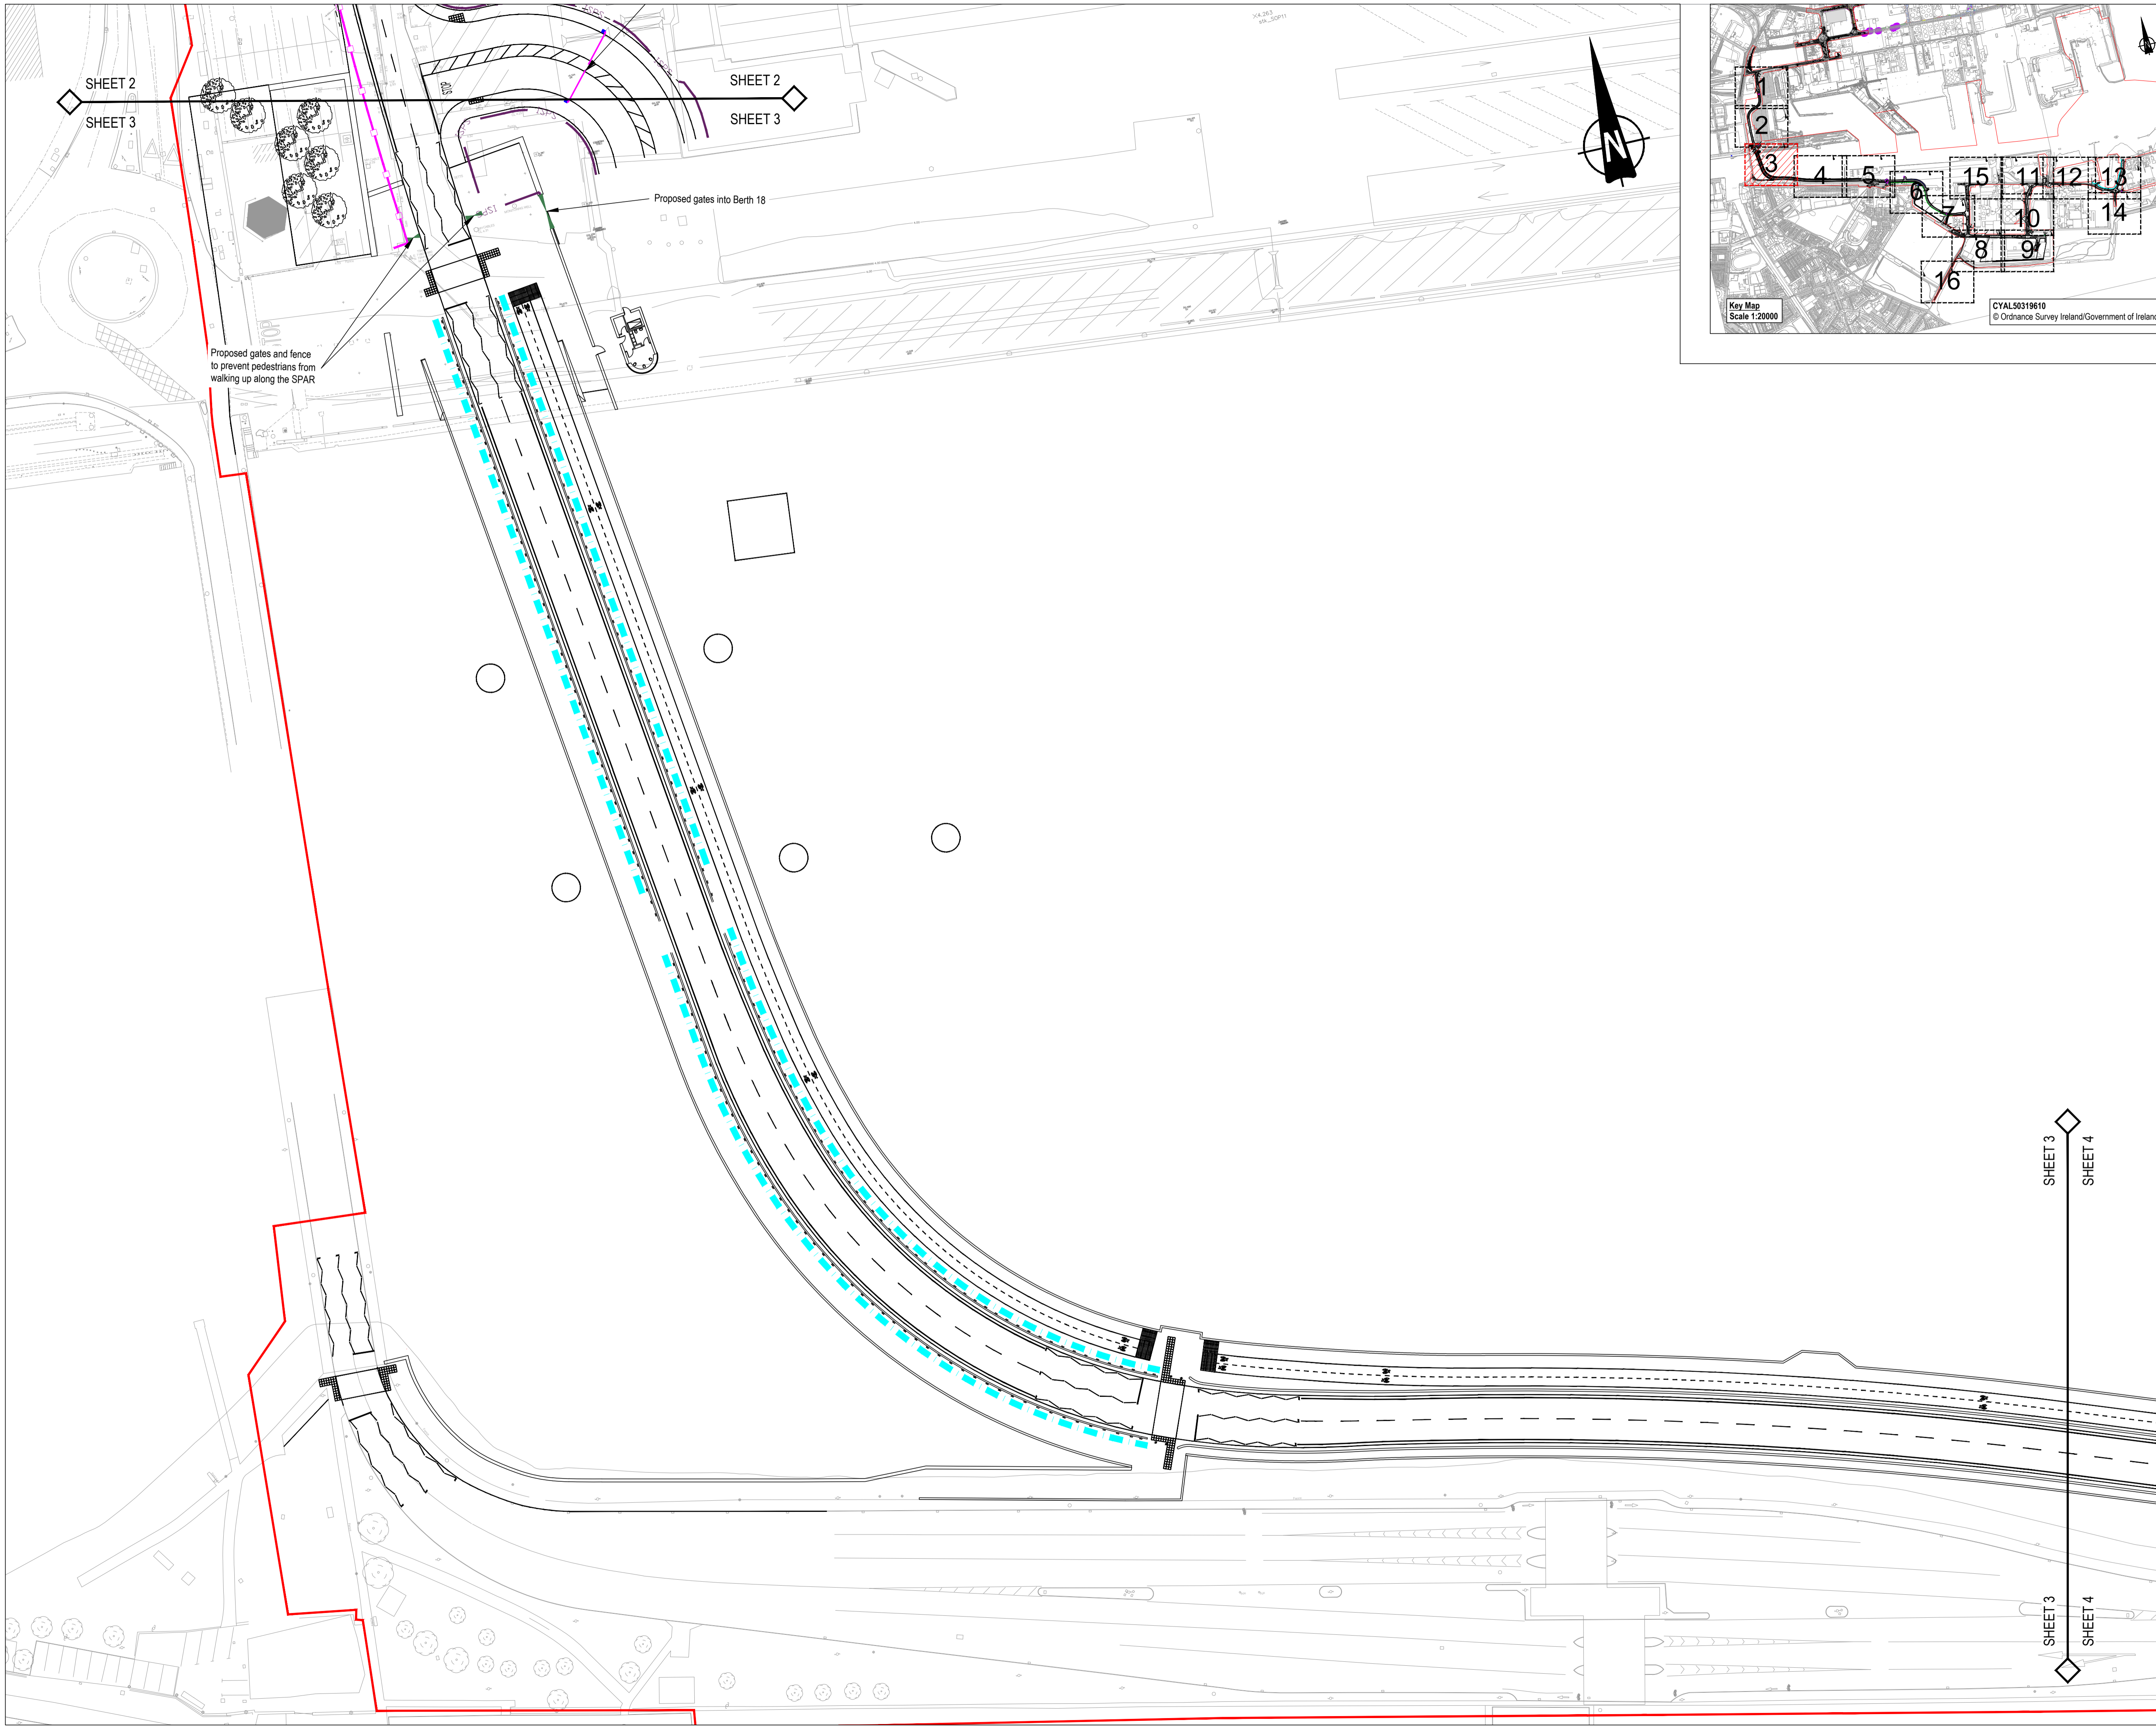 SHEET 2
SHEET 3
SHEET 2
SHEET 3
Proposed gates into Berth 18
Proposed gates and fence
to prevent pedestrians from
walking up along the SPAR
N
1
2
3
4
5
6
7
15
11
12
13
10
14
8
9
16
Key Map
Scale 1:20000
CYAL50319610
© Ordnance Survey Ireland/Government of Ireland
SHEET 3
SHEET 4
SHEET 3
SHEET 4